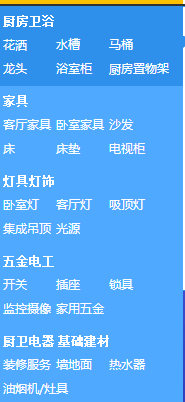 厨房卫浴
花洒 水槽 马桶
龙头 浴室柜 厨房置物架
家具
客厅家具 卧室家具 沙发
床 床垫 电视柜
灯具灯饰
卧室灯 客厅灯 吸顶灯
集成吊顶 光源
五金电工
开关 插座 锁具
监控摄像 家用五金
厨卫电器 基础建材
装修服务 墙地面 热水器
油烟机/灶具